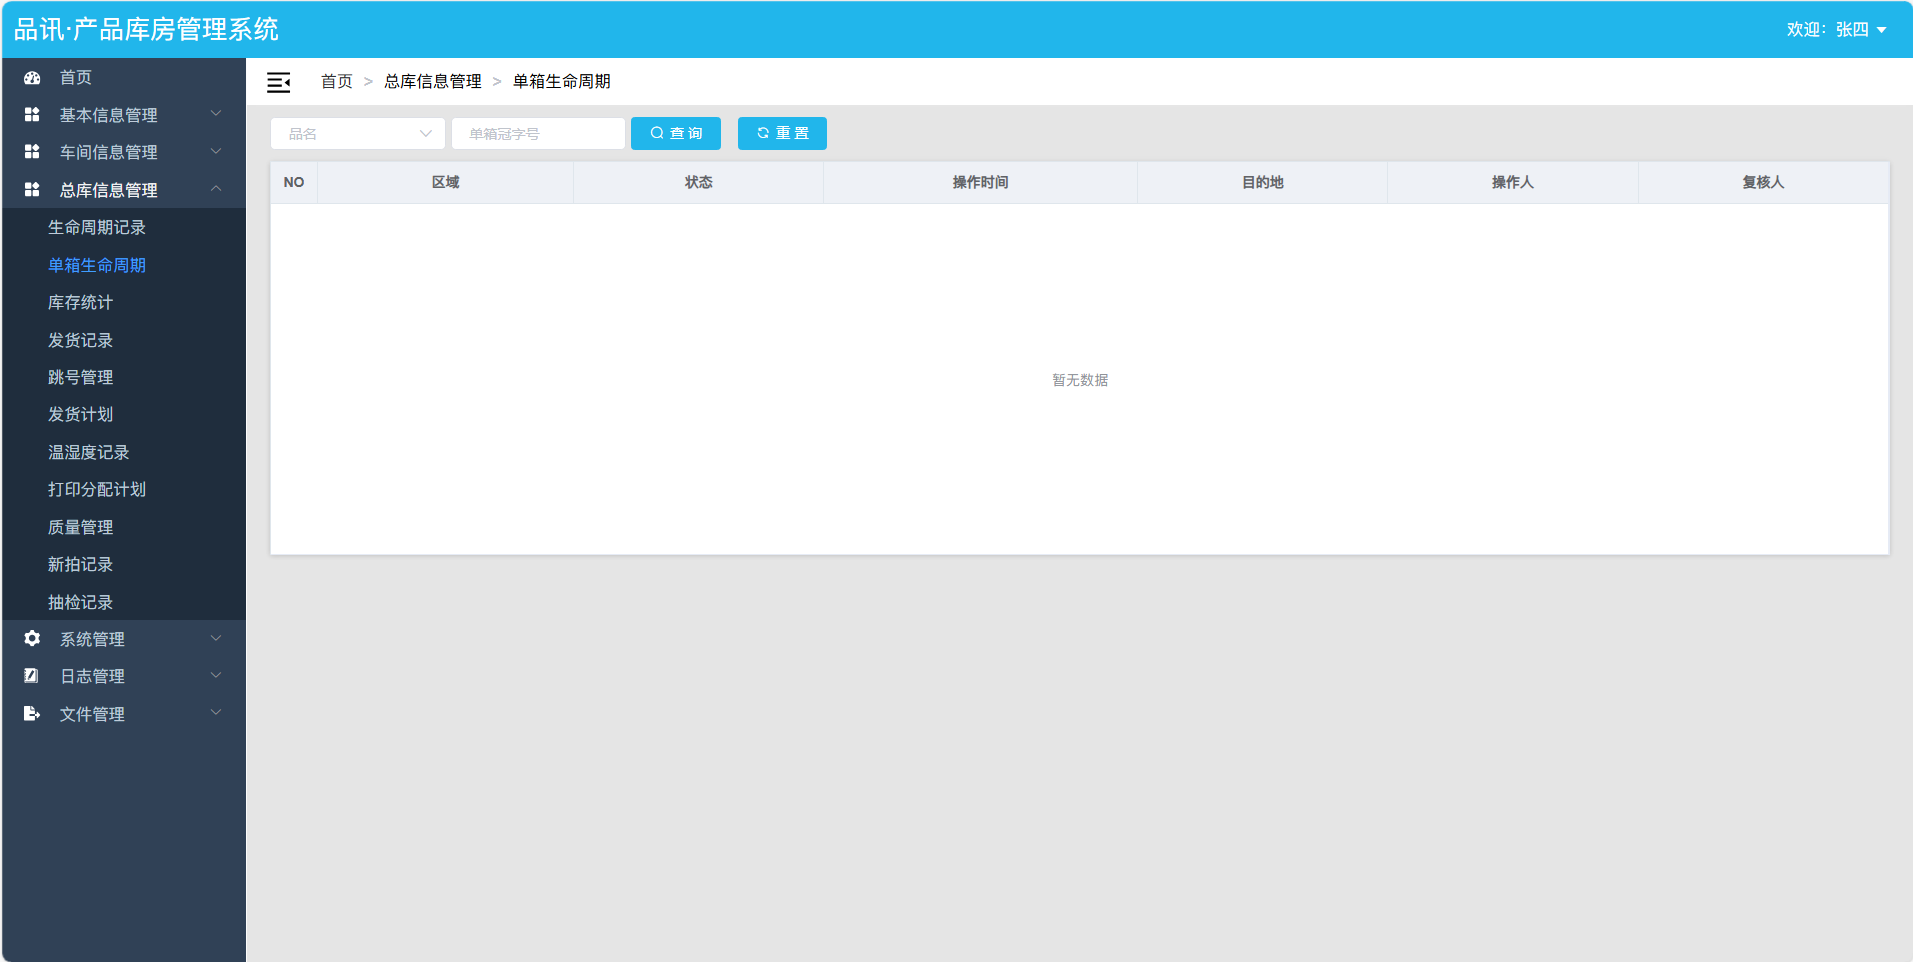 品讯·产品库房管理系统
欢迎：张四
首页
基本信息管理
车间信息管理
总库信息管理
生命周期记录
单箱生命周期
库存统计
发货记录
跳号管理
发货计划
温湿度记录
打印分配计划
质量管理
新拍记录
抽检记录
系统管理
日志管理
文件管理
首页 > 总库信息管理 > 单箱生命周期
品名 单箱冠字号 查询 重置
NO 区域 状态 操作时间 目的地 操作人 复核人
暂无数据